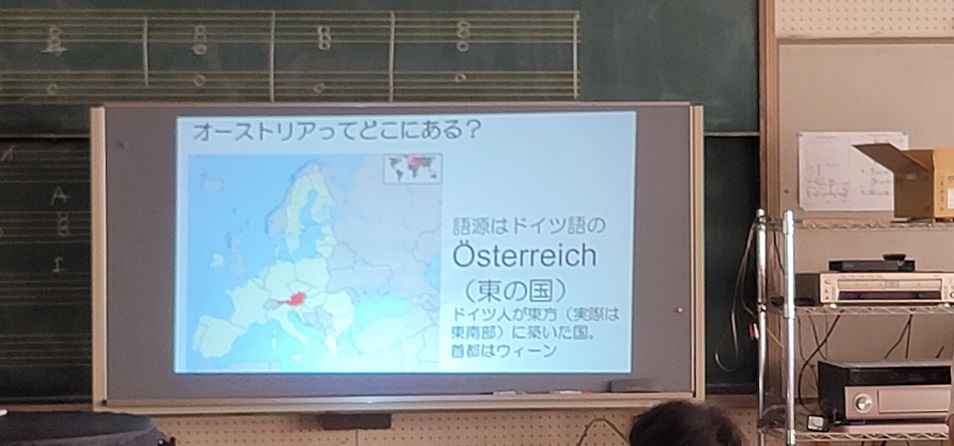 オーストリアってどこにある？
語源はドイツ語の
Österreich
（東の国）
ドイツ人が東方（実際は
東南部）に築いた国。
首都はウィーン
A
I